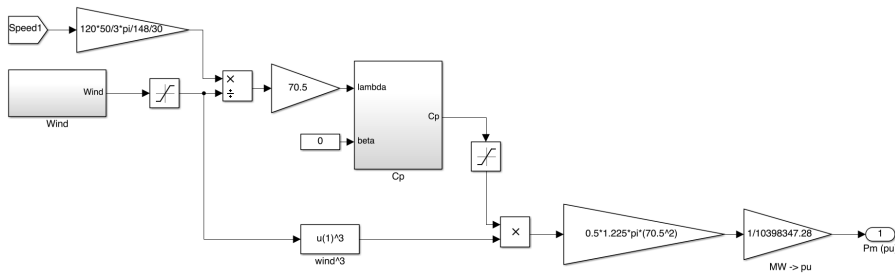 Speed1
120*50/3*pi/148/30
Wind
Wind
×
÷
70.5
lambda
beta
Cp
0
Cp
u(1)^3
wind^3
×
0.5*1.225*pi*(70.5^2)
1/10398347.28
MW -> pu
1
Pm (pu